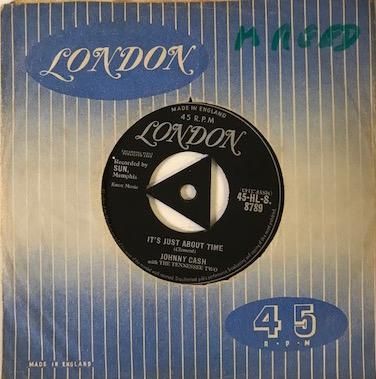 LONDON
M REED
MADE IN ENGLAND
45 R.P.M
LONDON
Recorded by
SUN,
Memphis
Knox Music
45-HL-S.
8789
IT'S JUST ABOUT TIME
(Clement)
JOHNNY CASH
with THE TENNESSEE TWO
45
R·P·M
MADE IN ENGLAND